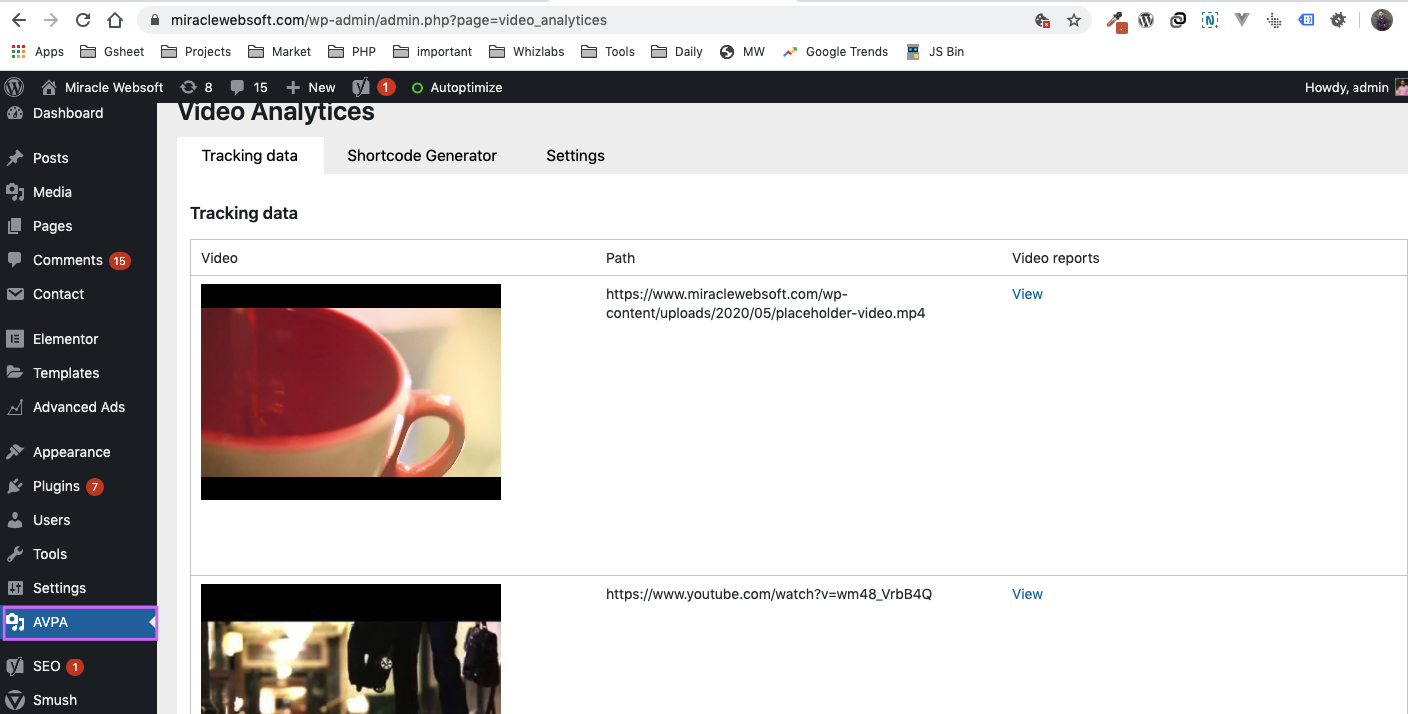 miraclewebsoft.com/wp-admin/admin.php?page=video_analytices
Apps Gsheet Projects Market PHP important Whizlabs Tools Daily MW Google Trends JS Bin
Miracle Websoft 8 15 New 1 Autoptimize Howdy, admin
Dashboard
Posts
Media
Pages
Comments 15
Contact
Elementor
Templates
Advanced Ads
Appearance
Plugins 7
Users
Tools
Settings
AVPA
SEO 1
Smush
Video Analytices
Tracking data Shortcode Generator Settings
Tracking data
Video Path Video reports
https://www.miraclewebsoft.com/wp- View
content/uploads/2020/05/placeholder-video.mp4
https://www.youtube.com/watch?v=wm48_VrbB4Q View